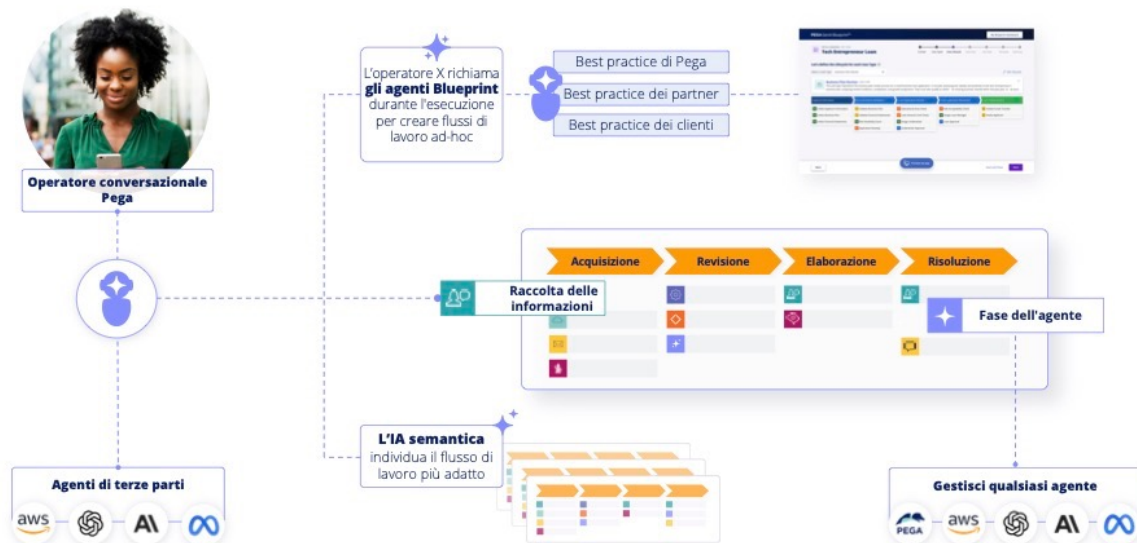 L'operatore X richiama
gli agenti Blueprint
durante l'esecuzione
per creare flussi di
lavoro ad-hoc
Best practice di Pega
Best practice dei partner
Best practice dei clienti
Operatore conversazionale
Pega
Acquisizione
Revisione
Elaborazione
Risoluzione
Raccolta delle
informazioni
Fase dell'agente
L'IA semantica
individua il flusso di
lavoro più adatto
Agenti di terze parti
aws
AI
Gestisci qualsiasi agente
PEGA
aws
AI